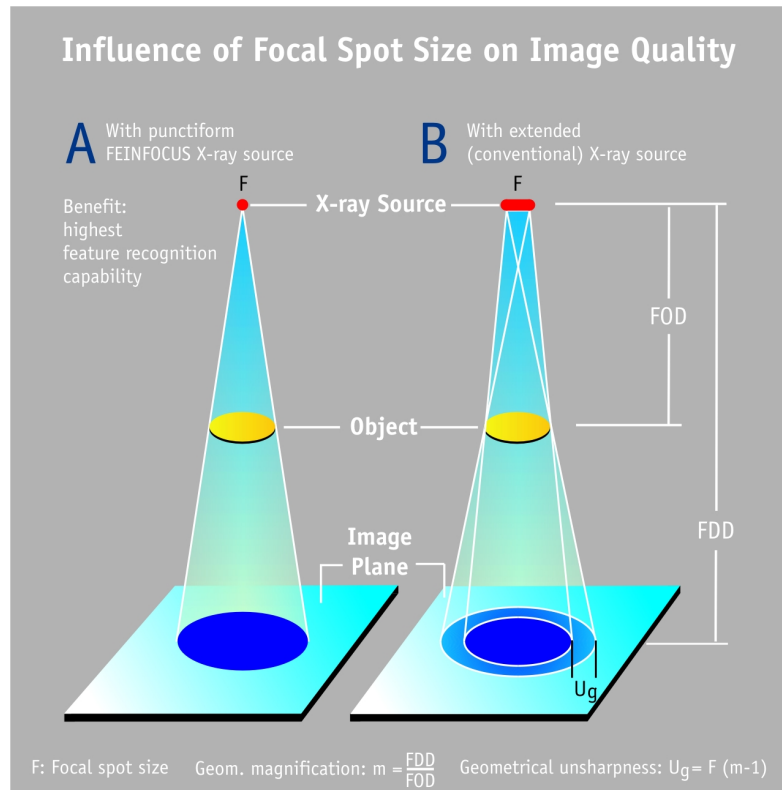 Influence of Focal Spot Size on Image Quality
A
With punctiform
FEINFOCUS X-ray source
B
With extended
(conventional) X-ray source
Benefit:
highest
feature recognition
capability
F
X-ray Source
F
FOD
Object
FDD
Image
Plane
Ug
F: Focal spot size
Geom. magnification: m = FDD
FOD
Geometrical unsharpness: Ug= F (m-1)